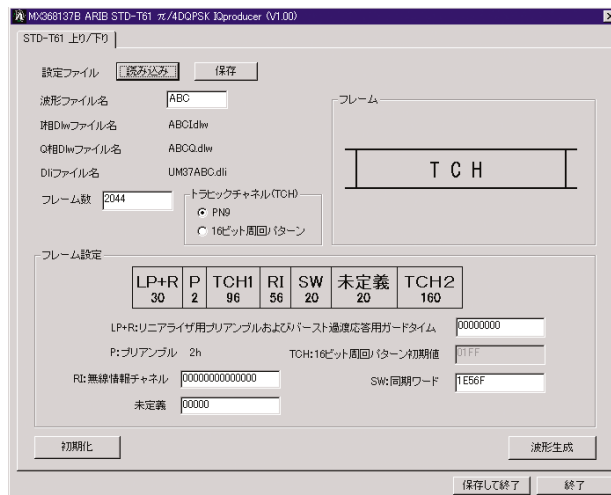 MX368137B ARIB STD-T61 π/4DQPSK IQproducer (V1.00)
STD-T61 上り/下り
設定ファイル 読み込み 保存
波形ファイル名 ABC
I相Dlwファイル名 ABCI.dlw
Q相Dlwファイル名 ABCQ.dlw
Dliファイル名 UM37ABC.dli
フレーム数 2044
トラヒックチャネル(TCH)
PN9
16ビット周回パターン
フレーム
TCH
フレーム設定
LP+R P TCH1 RI SW 未定義 TCH2
30 2 96 56 20 20 160
LP+R:リニアライザ用プリアンブルおよびバースト過渡応答用ガードタイム 00000000
P:プリアンブル 2h TCH:16ビット周回パターン初期値 01FF
RI:無線情報チャネル 00000000000000 SW:同期ワード 1E56F
未定義 00000
初期化 波形生成
保存して終了 終了